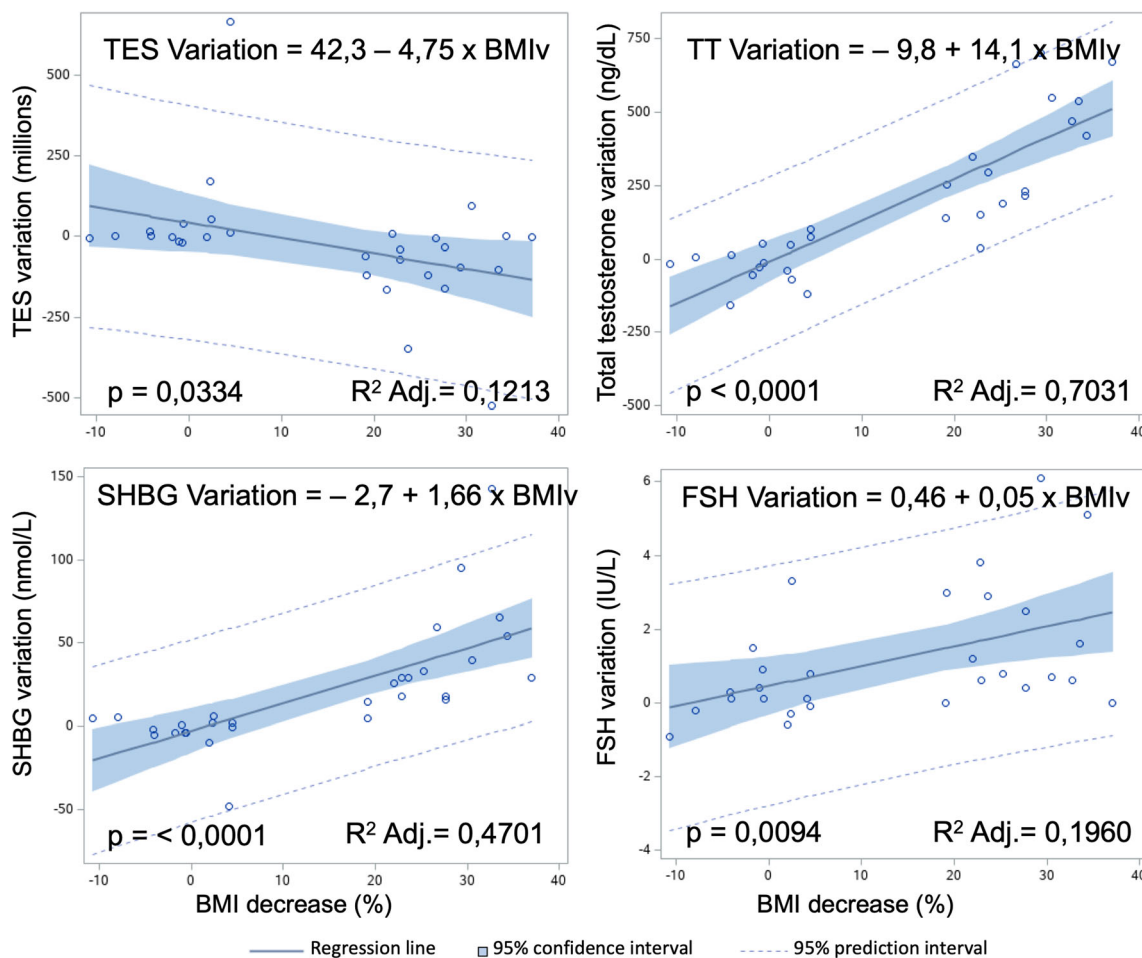 TES Variation = 42,3 – 4,75 x BMIv
TES variation (millions)
500
250
0
-250
-500
p = 0,0334 R² Adj.= 0,1213
-10 0 10 20 30 40
TT Variation = – 9,8 + 14,1 x BMIv
Total testosterone variation (ng/dL)
750
500
250
0
-250
-500
p < 0,0001 R² Adj.= 0,7031
-10 0 10 20 30 40
SHBG Variation = – 2,7 + 1,66 x BMIv
SHBG variation (nmol/L)
150
100
50
0
-50
p = < 0,0001 R² Adj.= 0,4701
-10 0 10 20 30 40
BMI decrease (%)
FSH Variation = 0,46 + 0,05 x BMIv
FSH variation (IU/L)
6
4
2
0
-2
-4
p = 0,0094 R² Adj.= 0,1960
-10 0 10 20 30 40
BMI decrease (%)
Regression line 95% confidence interval 95% prediction interval